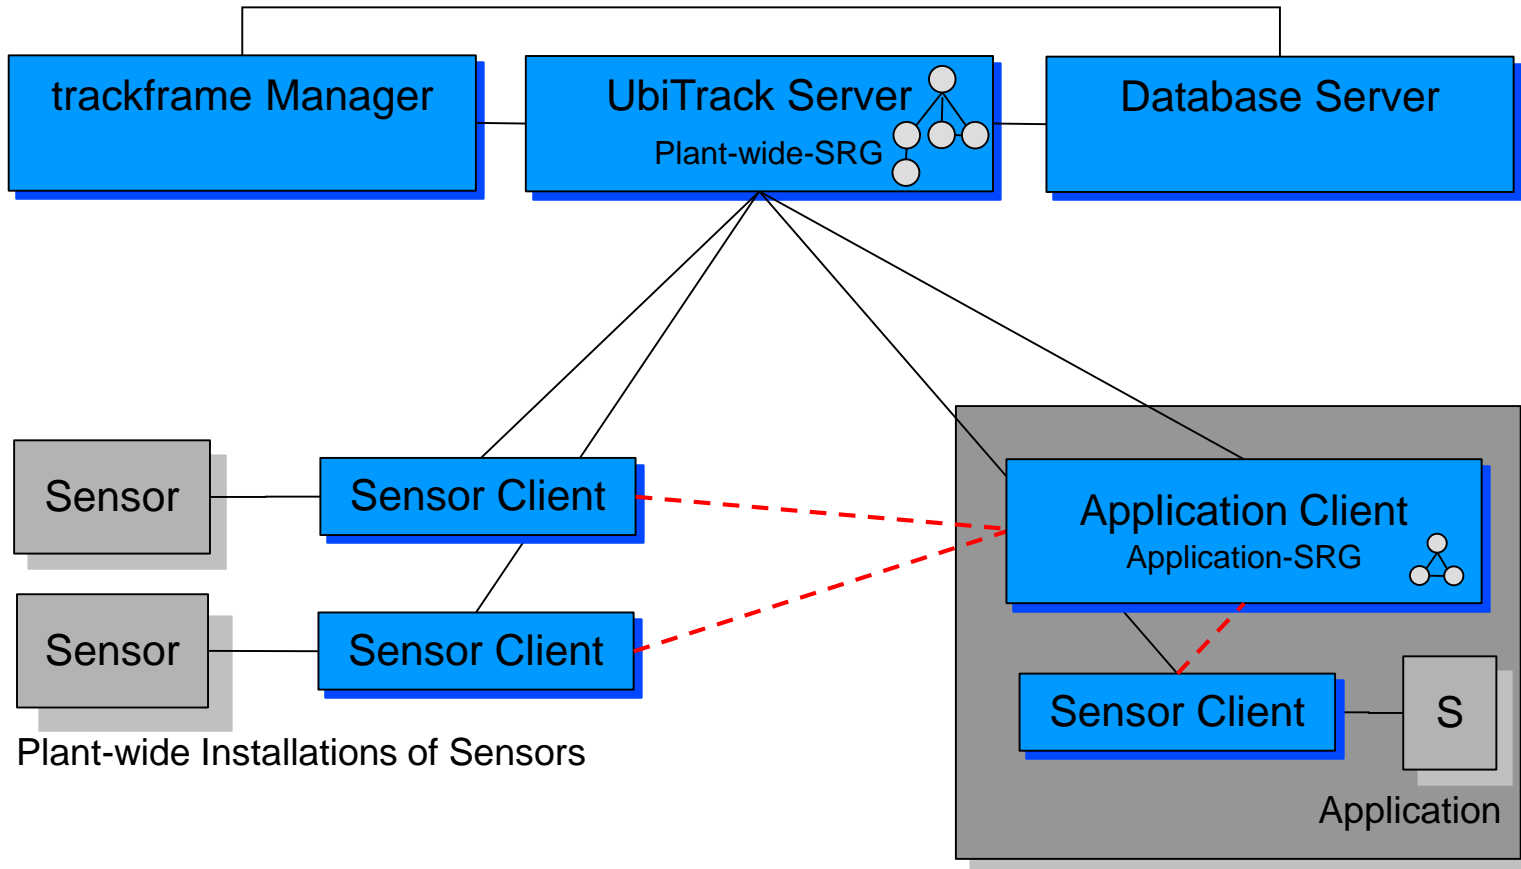 trackframe Manager
UbiTrack Server
Plant-wide-SRG
Database Server
Sensor
Sensor Client
Application Client
Application-SRG
Sensor
Sensor Client
Sensor Client
S
Plant-wide Installations of Sensors
Application